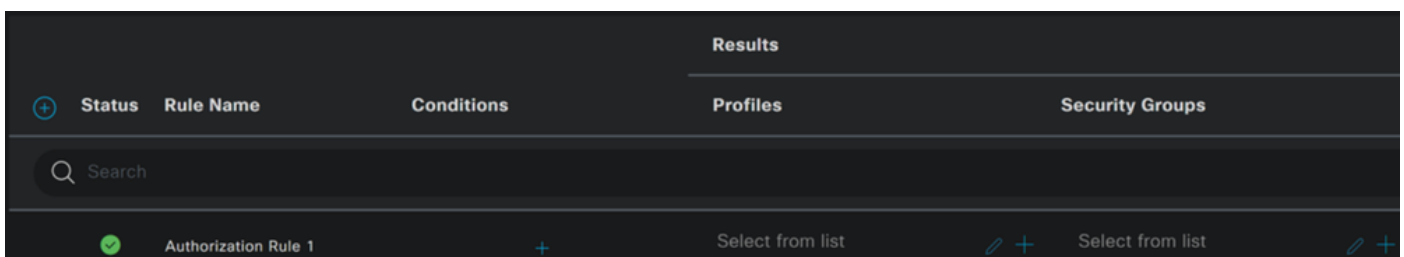 Results
Status Rule Name Conditions Profiles Security Groups
Search
Authorization Rule 1 Select from list Select from list